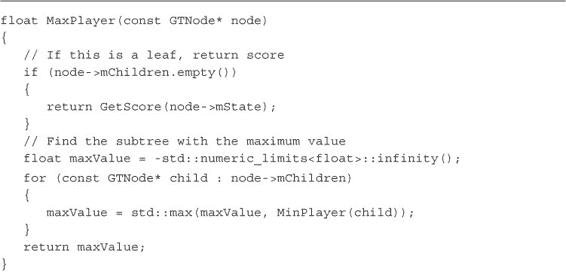 float MaxPlayer(const GTNode* node)
{
   // If this is a leaf, return score
   if (node->mChildren.empty())
   {
      return GetScore(node->mState);
   }
   // Find the subtree with the maximum value
   float maxValue = -std::numeric_limits<float>::infinity();
   for (const GTNode* child : node->mChildren)
   {
      maxValue = std::max(maxValue, MinPlayer(child));
   }
   return maxValue;
}